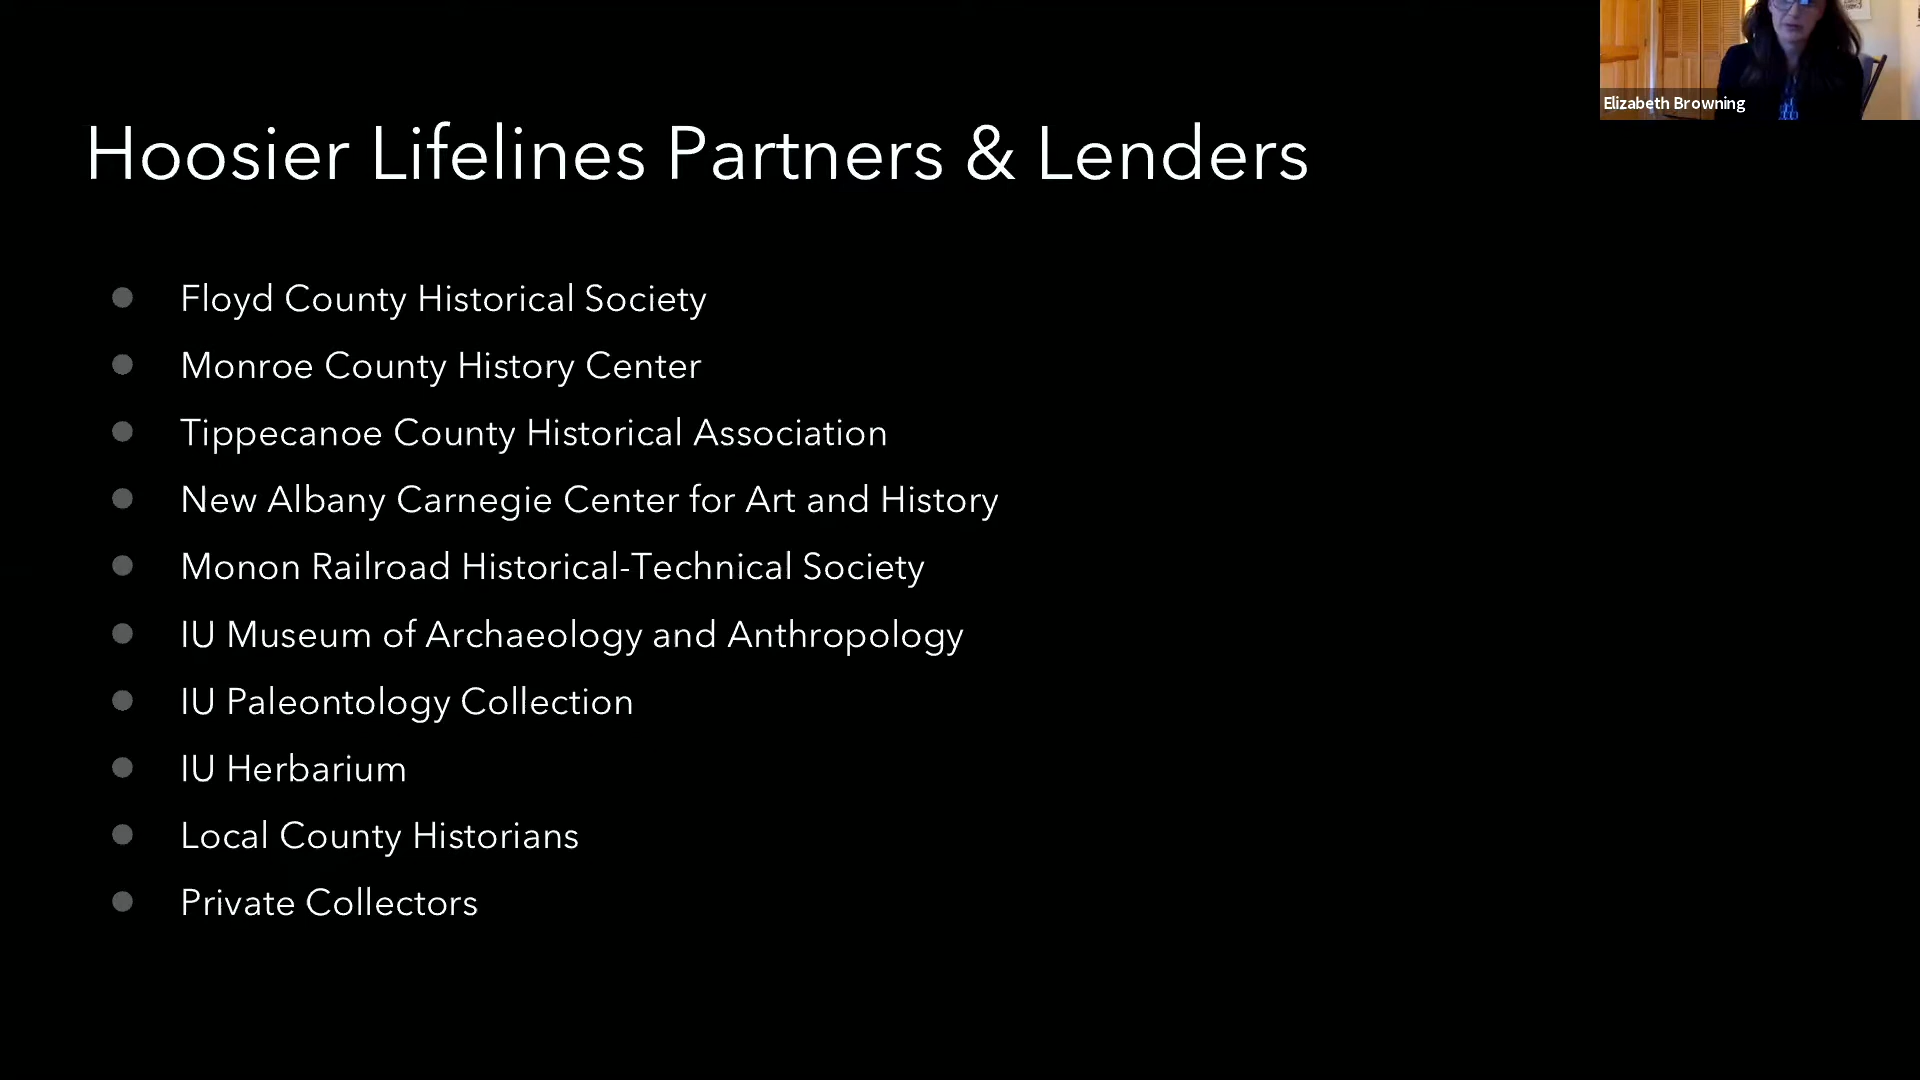 Elizabeth Browning
Hoosier Lifelines Partners & Lenders
Floyd County Historical Society
Monroe County History Center
Tippecanoe County Historical Association
New Albany Carnegie Center for Art and History
Monon Railroad Historical-Technical Society
IU Museum of Archaeology and Anthropology
IU Paleontology Collection
IU Herbarium
Local County Historians
Private Collectors